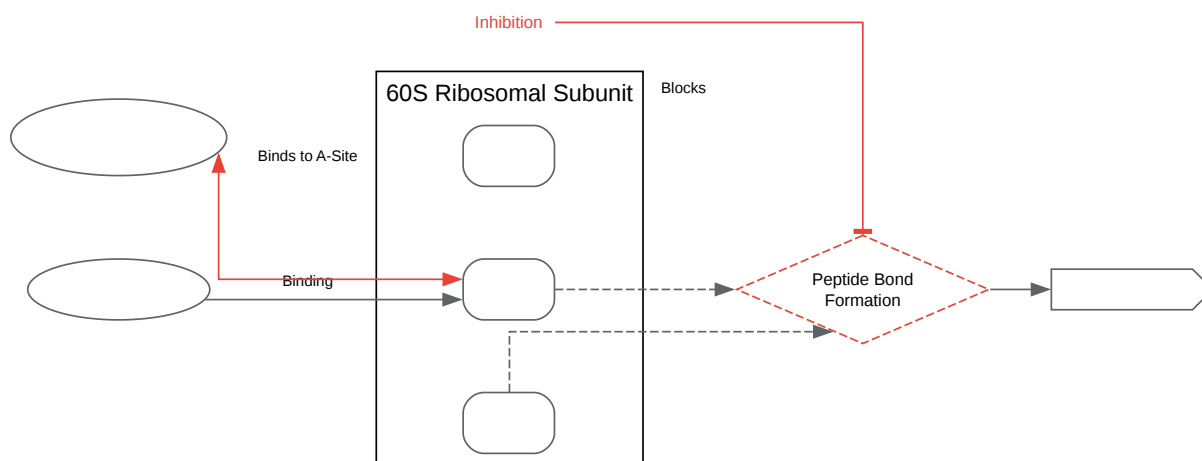 Inhibition
60S Ribosomal Subunit
Blocks
Binds to A-Site
Binding
Peptide Bond
Formation